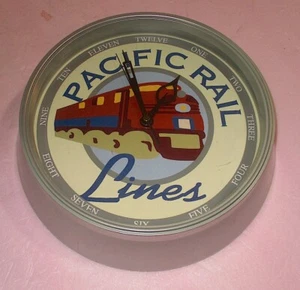 TWELVE
ONE
TWO
THREE
FOUR
FIVE
SIX
SEVEN
EIGHT
NINE
TEN
ELEVEN
PACIFIC RAIL
Lines